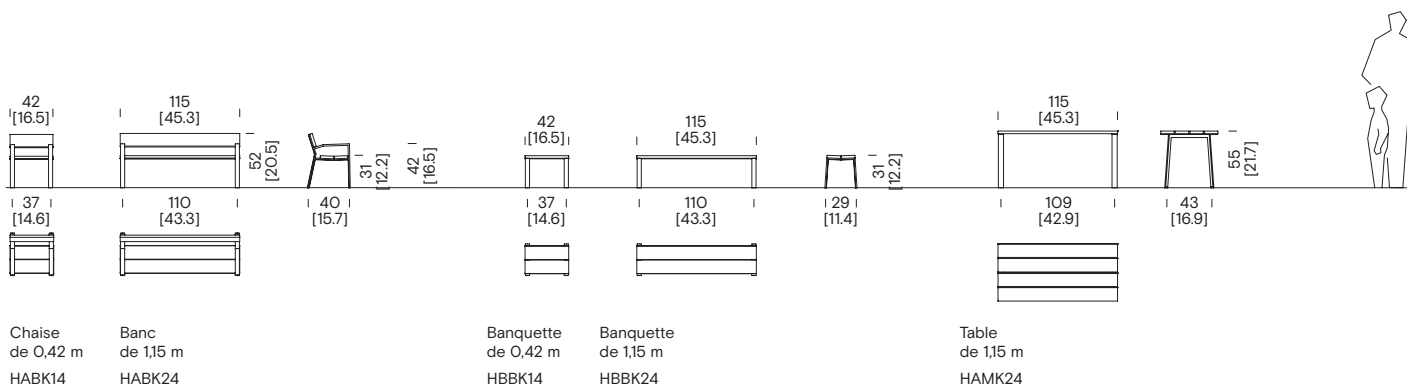 42
[16.5]
115
[45.3]
52
[20.5]
31
[12.2]
42
[16.5]
37
[14.6]
110
[43.3]
40
[15.7]
42
[16.5]
115
[45.3]
31
[12.2]
37
[14.6]
110
[43.3]
29
[11.4]
115
[45.3]
55
[21.7]
109
[42.9]
43
[16.9]
Chaise
de 0,42 m
HABK14
Banc
de 1,15 m
HABK24
Banquette
de 0,42 m
HBBK14
Banquette
de 1,15 m
HBBK24
Table
de 1,15 m
HAMK24